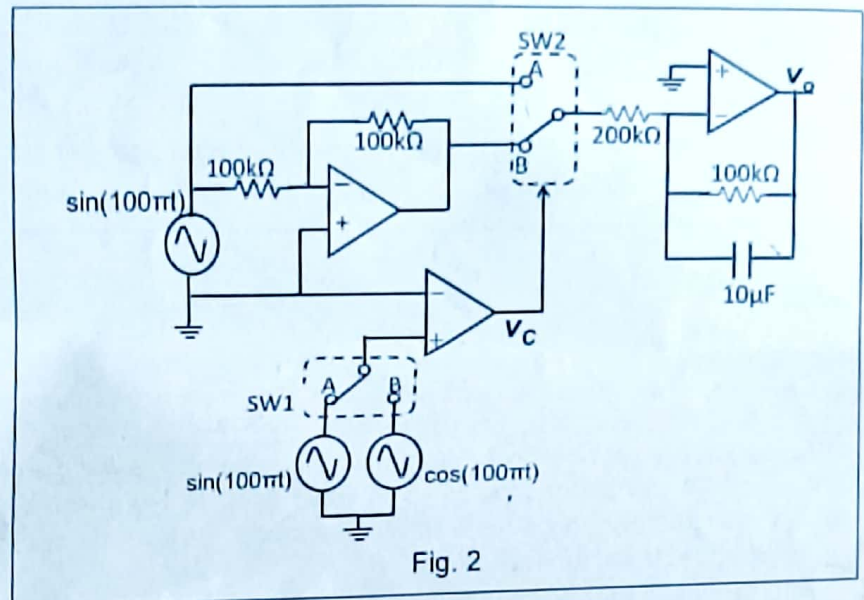 SW2
A
100kΩ
B
200kΩ
+
−
Vo
100kΩ
10μF
100kΩ
−
+
sin(100πt)
−
+
VC
SW1
A
B
sin(100πt)
cos(100πt)
Fig. 2